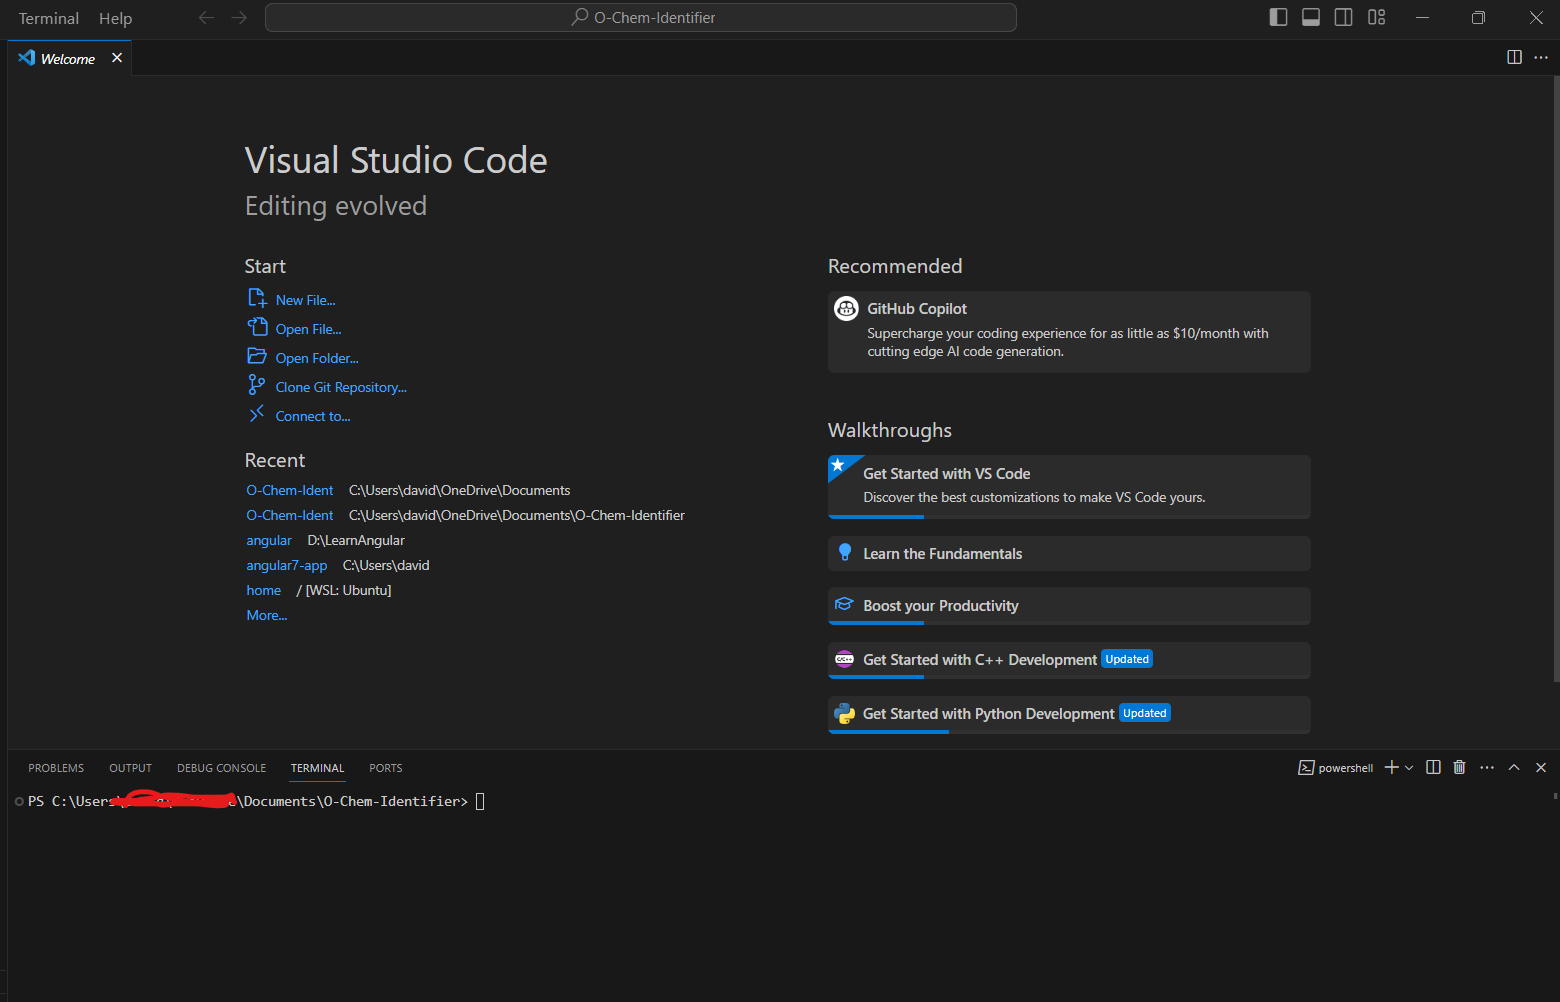 Terminal Help
O-Chem-Identifier
Welcome
Visual Studio Code
Editing evolved
Start
New File...
Open File...
Open Folder...
Clone Git Repository...
Connect to...
Recent
O-Chem-Ident C:\Users\david\OneDrive\Documents
O-Chem-Ident C:\Users\david\OneDrive\Documents\O-Chem-Identifier
angular D:\LearnAngular
angular7-app C:\Users\david
home / [WSL: Ubuntu]
More...
Recommended
GitHub Copilot
Supercharge your coding experience for as little as $10/month with
cutting edge AI code generation.
Walkthroughs
Get Started with VS Code
Discover the best customizations to make VS Code yours.
Learn the Fundamentals
Boost your Productivity
C/C++ Get Started with C++ Development Updated
Get Started with Python Development Updated
PROBLEMS OUTPUT DEBUG CONSOLE TERMINAL PORTS
powershell
PS C:\Users\ \Documents\O-Chem-Identifier>